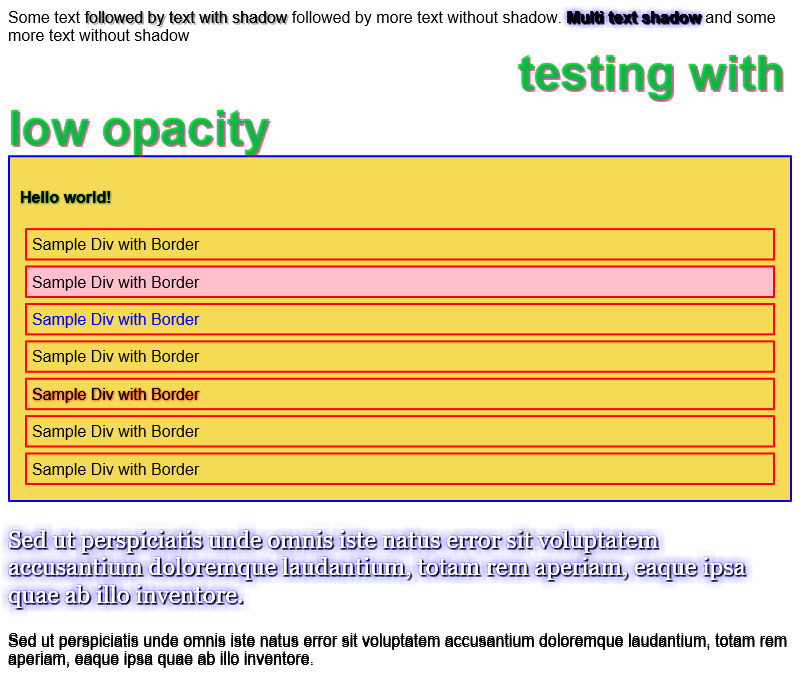 Some text followed by text with shadow followed by more text without shadow. Multi text shadow and some
more text without shadow
testing with
low opacity
Hello world!
Sample Div with Border
Sample Div with Border
Sample Div with Border
Sample Div with Border
Sample Div with Border
Sample Div with Border
Sample Div with Border
Sed ut perspiciatis unde omnis iste natus error sit voluptatem
accusantium doloremque laudantium, totam rem aperiam, eaque ipsa
quae ab illo inventore.
Sed ut perspiciatis unde omnis iste natus error sit voluptatem accusantium doloremque laudantium, totam rem
aperiam, eaque ipsa quae ab illo inventore.